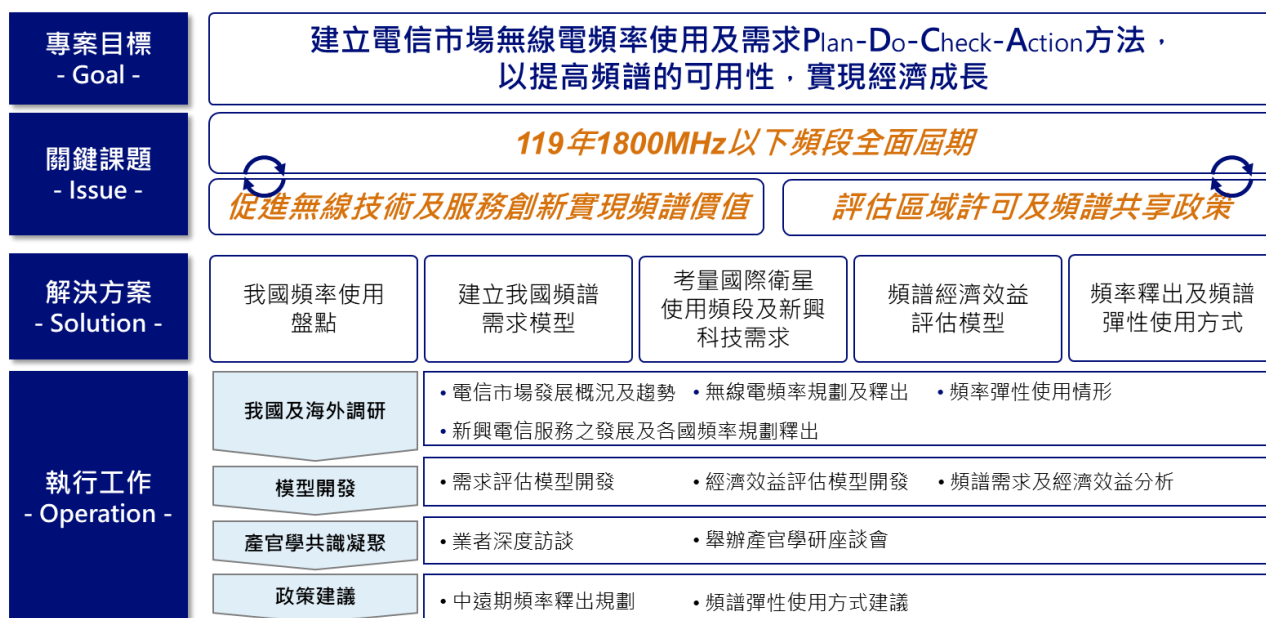 專案目標
- Goal -
建立電信市場無線電頻率使用及需求Plan-Do-Check-Action方法，
以提高頻譜的可用性，實現經濟成長
關鍵課題
- Issue -
119年1800MHz以下頻段全面屆期
促進無線技術及服務創新實現頻譜價值
評估區域許可及頻譜共享政策
解決方案
- Solution -
我國頻率使用
盤點
建立我國頻譜
需求模型
考量國際衛星
使用頻段及新興
科技需求
頻譜經濟效益
評估模型
頻率釋出及頻譜
彈性使用方式
執行工作
- Operation -
我國及海外調研
• 電信市場發展概況及趨勢 • 無線電頻率規劃及釋出 • 頻率彈性使用情形
• 新興電信服務之發展及各國頻率規劃釋出
模型開發
• 需求評估模型開發 • 經濟效益評估模型開發 • 頻譜需求及經濟效益分析
產官學共識凝聚
• 業者深度訪談 • 舉辦產官學研座談會
政策建議
• 中遠期頻率釋出規劃 • 頻譜彈性使用方式建議